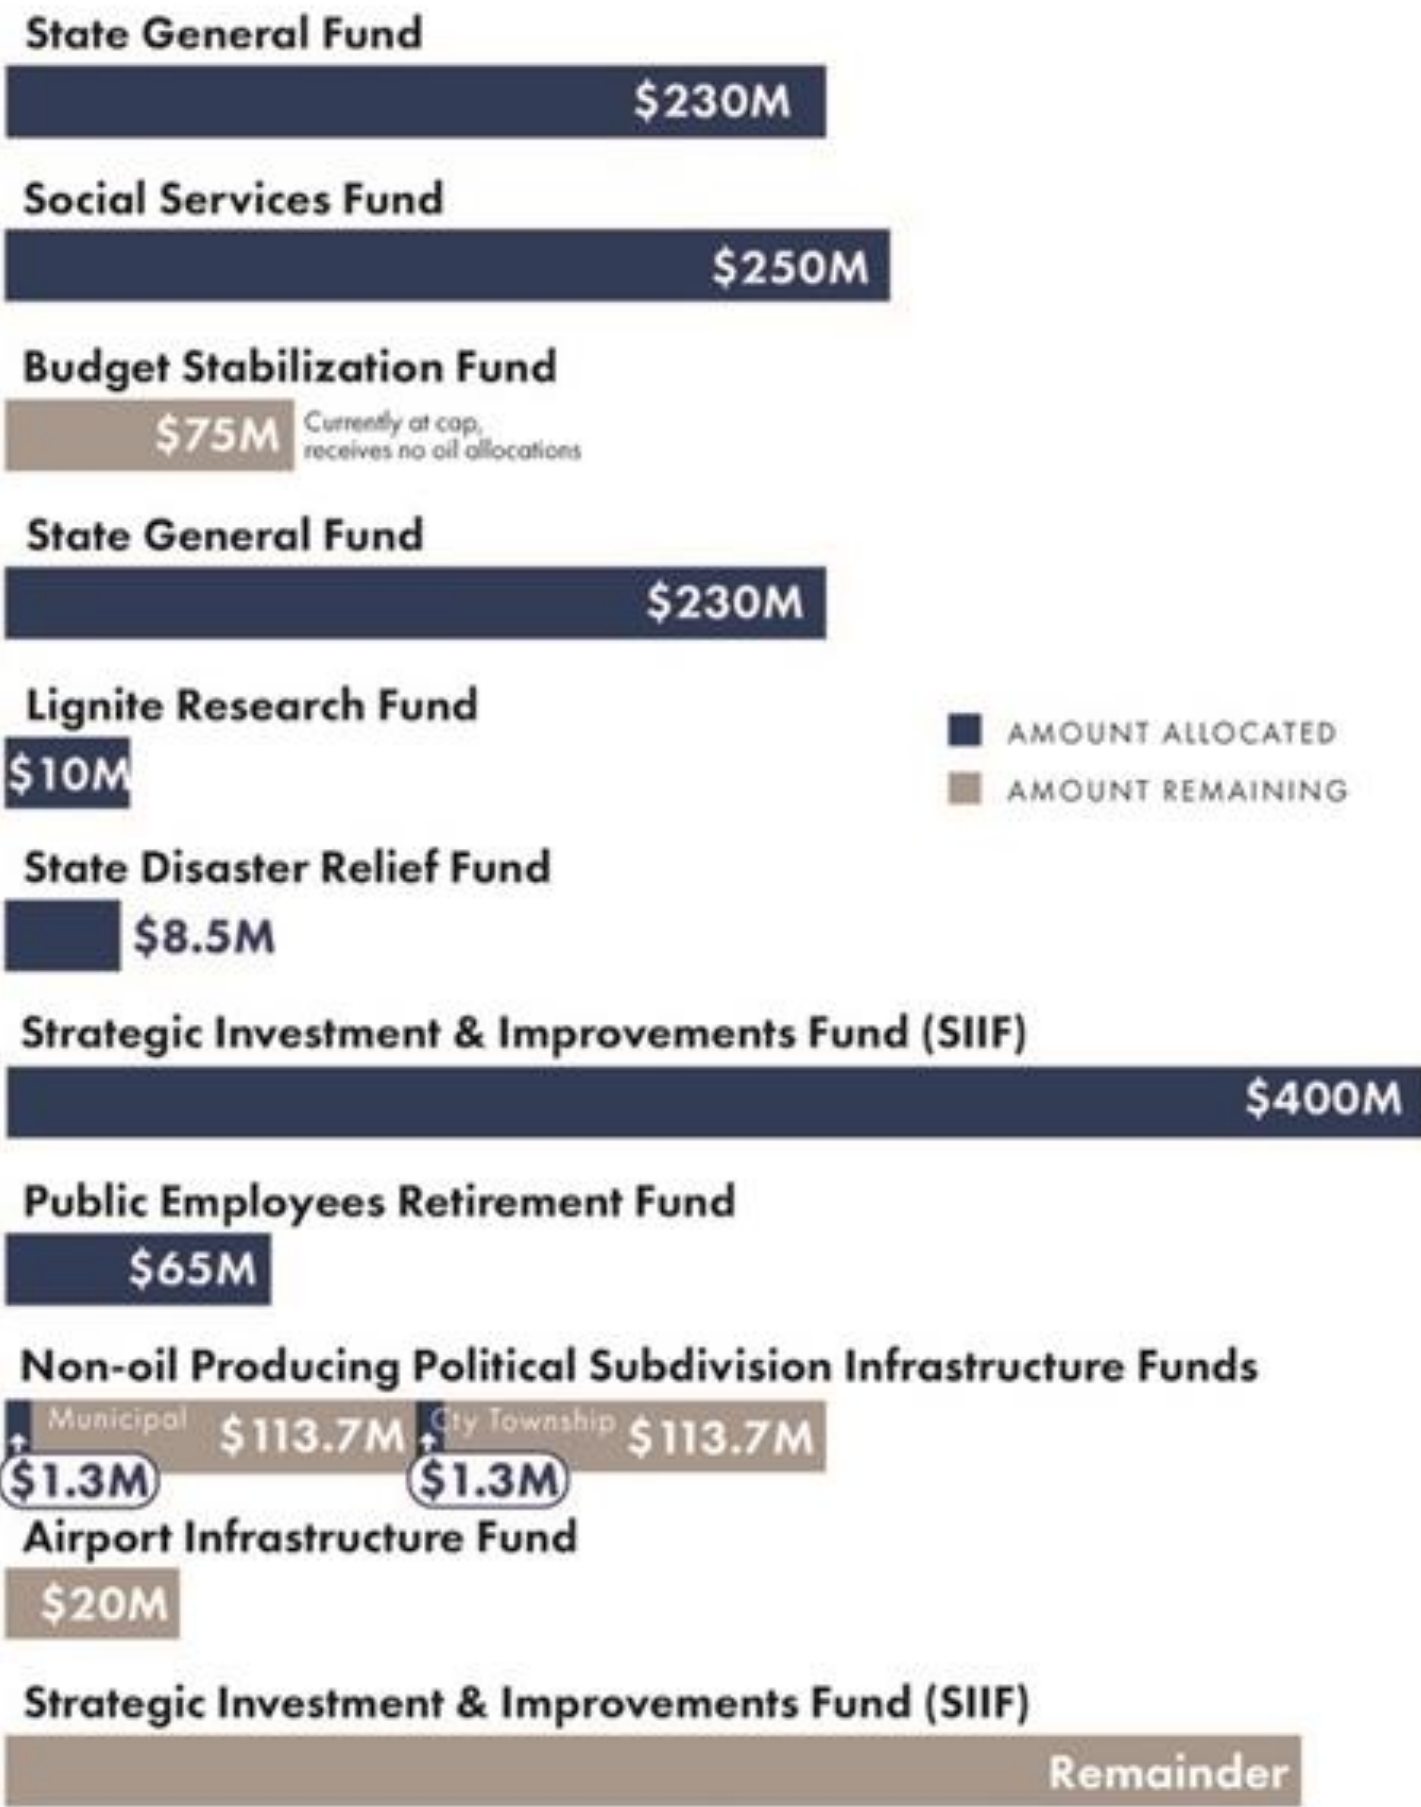 State General Fund
$230M
Social Services Fund
$250M
Budget Stabilization Fund
$75M
Currently at cap,
receives no oil allocations
State General Fund
$230M
Lignite Research Fund
$10M
AMOUNT ALLOCATED
AMOUNT REMAINING
State Disaster Relief Fund
$8.5M
Strategic Investment & Improvements Fund (SIIF)
$400M
Public Employees Retirement Fund
$65M
Non-oil Producing Political Subdivision Infrastructure Funds
Municipal $113.7M Cty Township $113.7M
$1.3M $1.3M
Airport Infrastructure Fund
$20M
Strategic Investment & Improvements Fund (SIIF)
Remainder